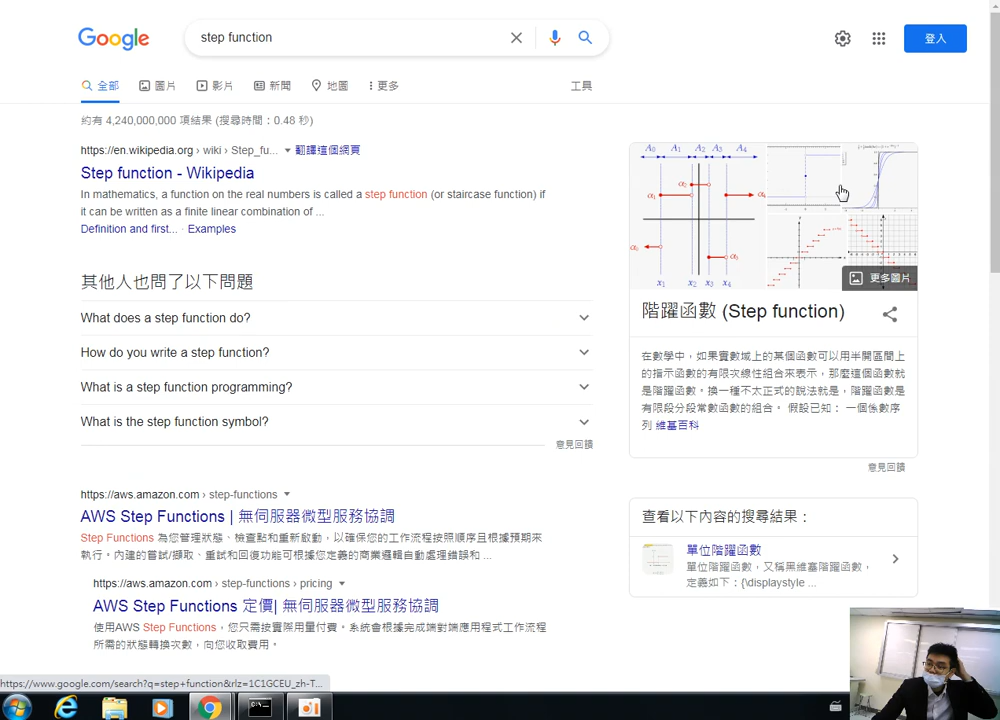 Google
step function
登入
全部
圖片
影片
新聞
地圖
更多
工具
約有 4,240,000,000 項結果 (搜尋時間：0.48 秒)
https://en.wikipedia.org › wiki › Step_fu... 翻譯這個網頁
Step function - Wikipedia
In mathematics, a function on the real numbers is called a step function (or staircase function) if
it can be written as a finite linear combination of ...
Definition and first... · Examples
其他人也問了以下問題
What does a step function do?
How do you write a step function?
What is a step function programming?
What is the step function symbol?
意見回饋
https://aws.amazon.com › step-functions
AWS Step Functions | 無伺服器微型服務協調
Step Functions 為您管理狀態、檢查點和重新啟動，以確保您的工作流程按照順序且根據預期來
執行。內建的嘗試/擷取、重試和回復功能可根據您定義的商業邏輯自動處理錯誤和 ...
https://aws.amazon.com › step-functions › pricing
AWS Step Functions 定價| 無伺服器微型服務協調
使用AWS Step Functions，您只需按實際用量付費。系統會根據完成端對端應用程式工作流程
所需的狀態轉換次數，向您收取費用。
A₀ A₁ A₂ A₃ A₄
α₁ α₂ α₄
α₀ α₃
x₁ x₂ x₃ x₄
更多圖片
階躍函數 (Step function)
在數學中，如果實數域上的某個函數可以用半開區間上
的指示函數的有限次線性組合來表示，那麼這個函數就
是階躍函數。換一種不太正式的說法就是，階躍函數是
有限段分段常數函數的組合。 假設已知： 一個係數序
列 維基百科
意見回饋
查看以下內容的搜尋結果：
單位階躍函數
單位階躍函數，又稱黑維塞階躍函數，
定義如下：{\displaystyle ...
https://www.google.com/search?q=step+function&rlz=1C1GCEU_zh-T...